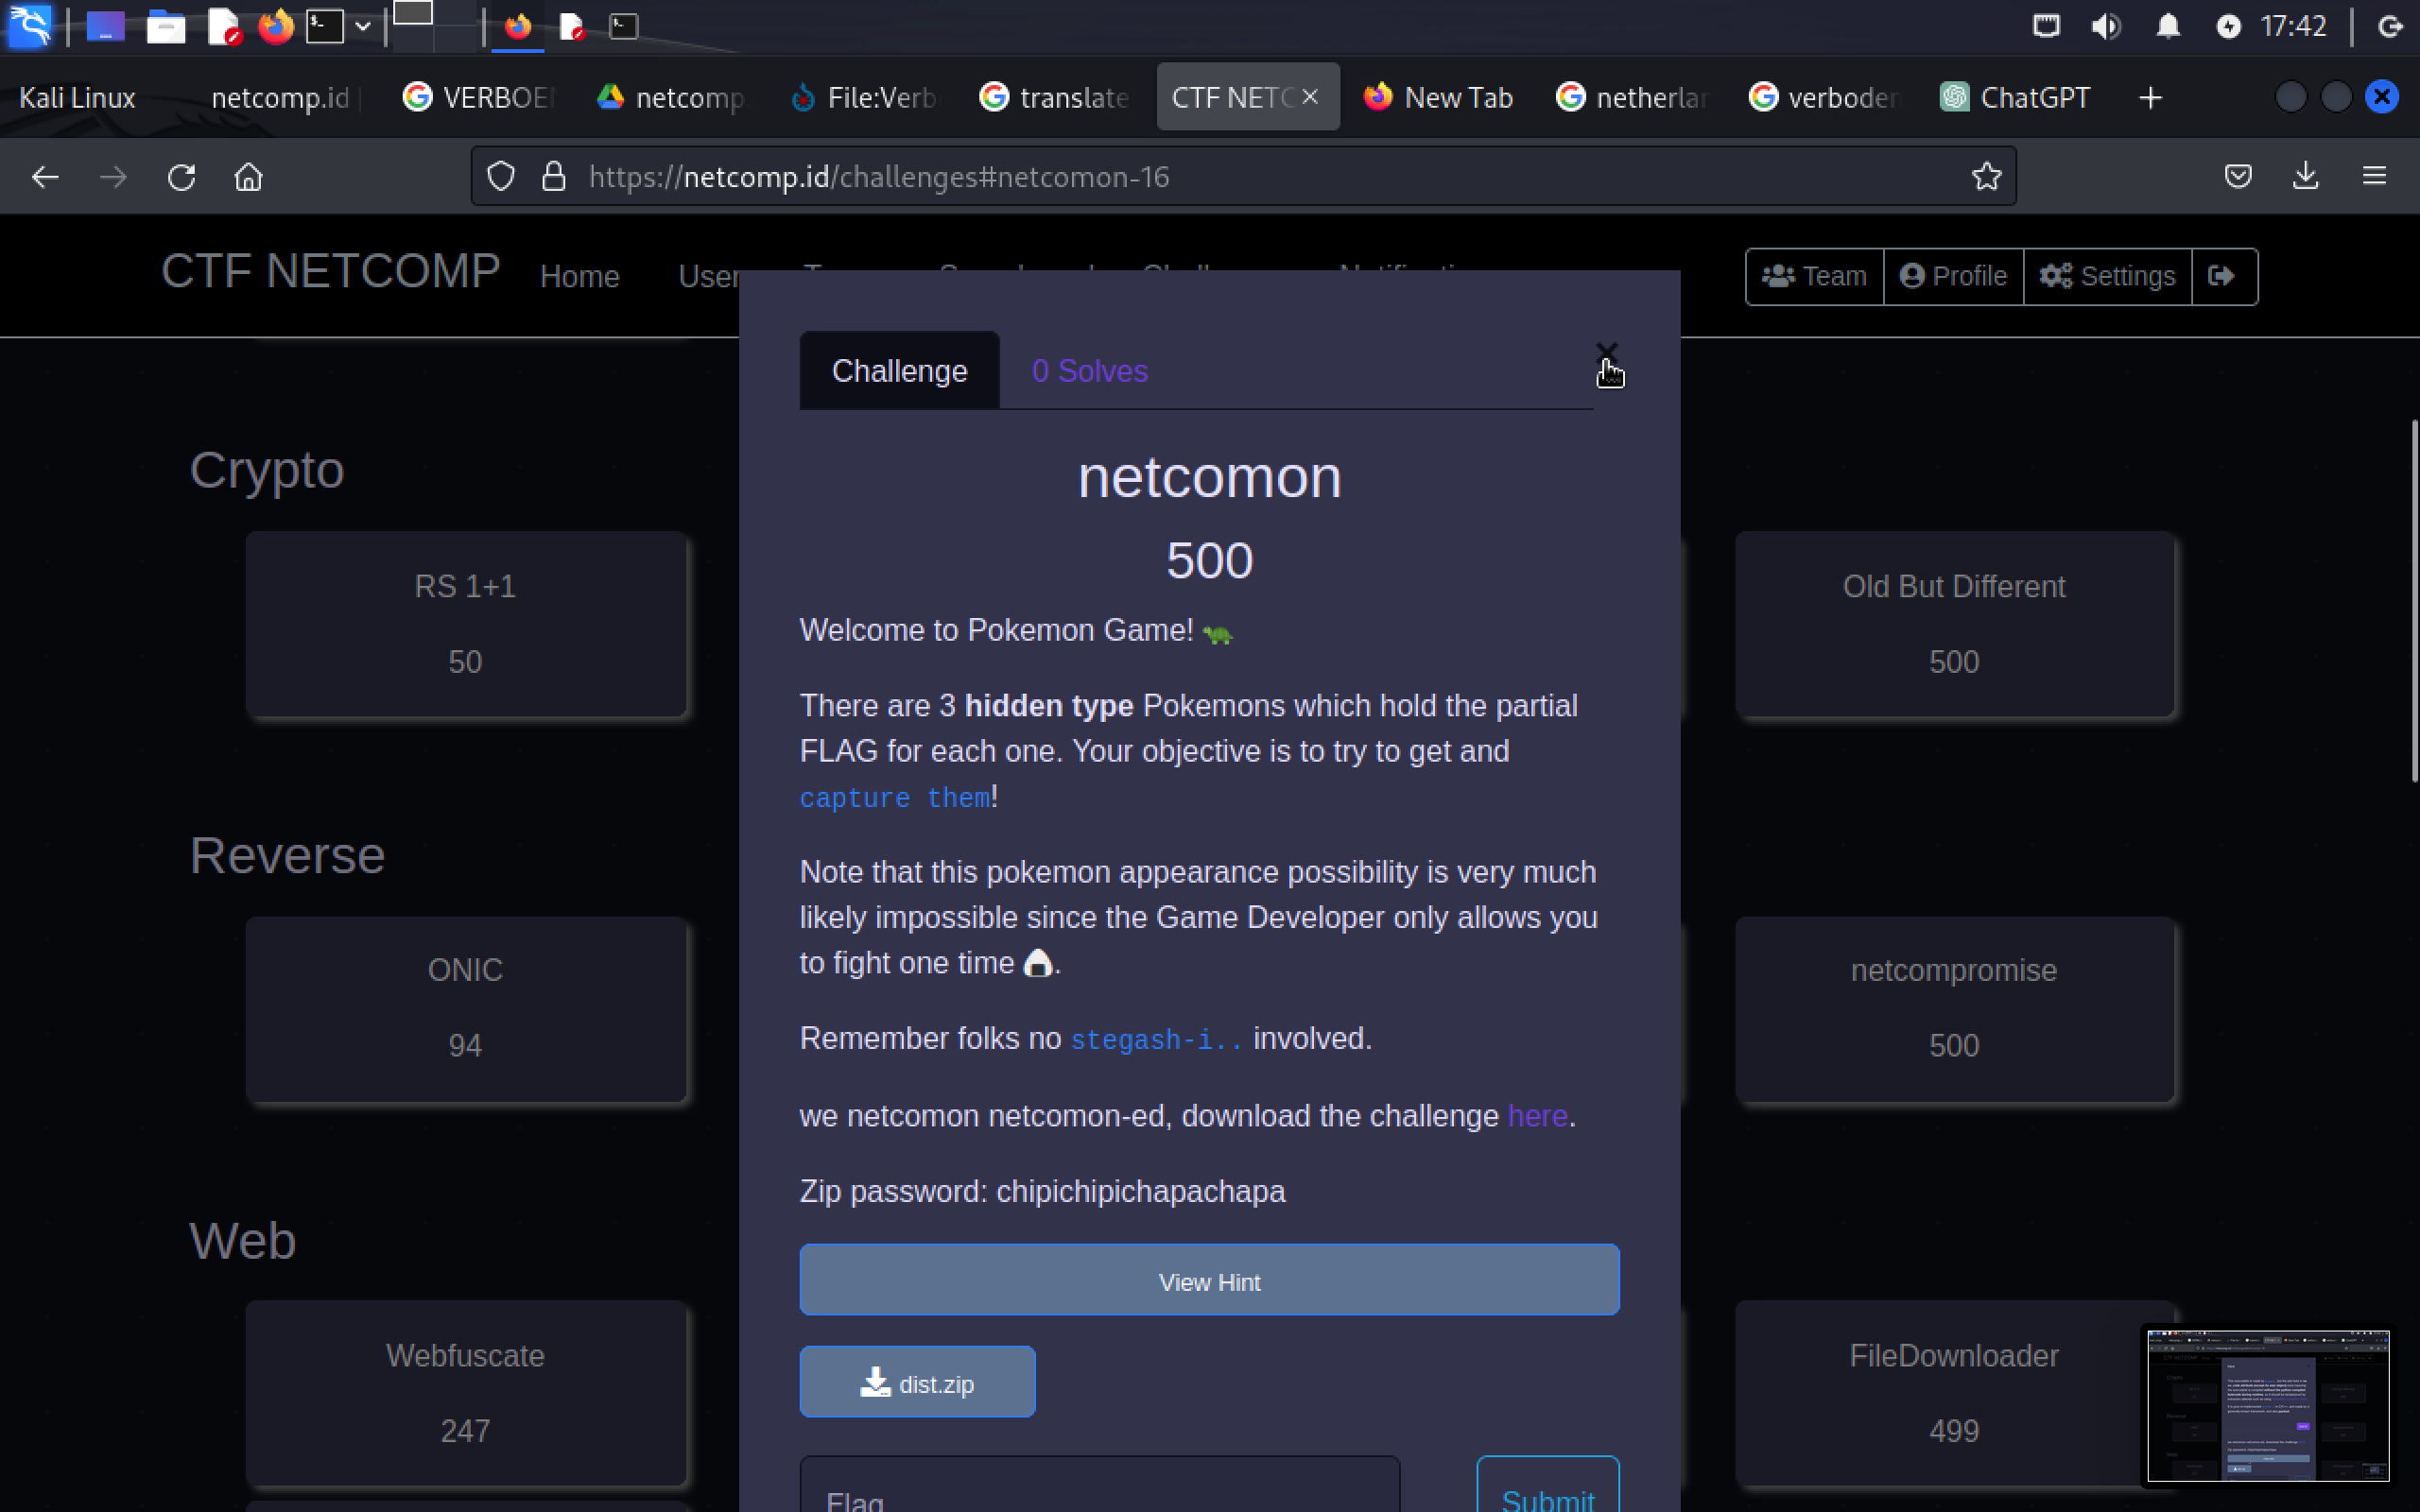 17:42
Kali Linux
netcomp.id
VERBOE
netcomp
File:Verb
translate
CTF NETC
New Tab
netherlan
verboden
ChatGPT
https://netcomp.id/challenges#netcomon-16
CTF NETCOMP
Home
User
Team
Profile
Settings
Challenge
0 Solves
Crypto
netcomon
500
RS 1+1
50
Old But Different
500
Welcome to Pokemon Game! 🐢
There are 3 hidden type Pokemons which hold the partial
FLAG for each one. Your objective is to try to get and
capture them!
Reverse
Note that this pokemon appearance possibility is very much
likely impossible since the Game Developer only allows you
to fight one time 🍙.
ONIC
94
netcompromise
500
Remember folks no stegash-i.. involved.
we netcomon netcomon-ed, download the challenge here.
Zip password: chipichipichapachapa
Web
View Hint
Webfuscate
247
FileDownloader
499
dist.zip
Flag
Submit